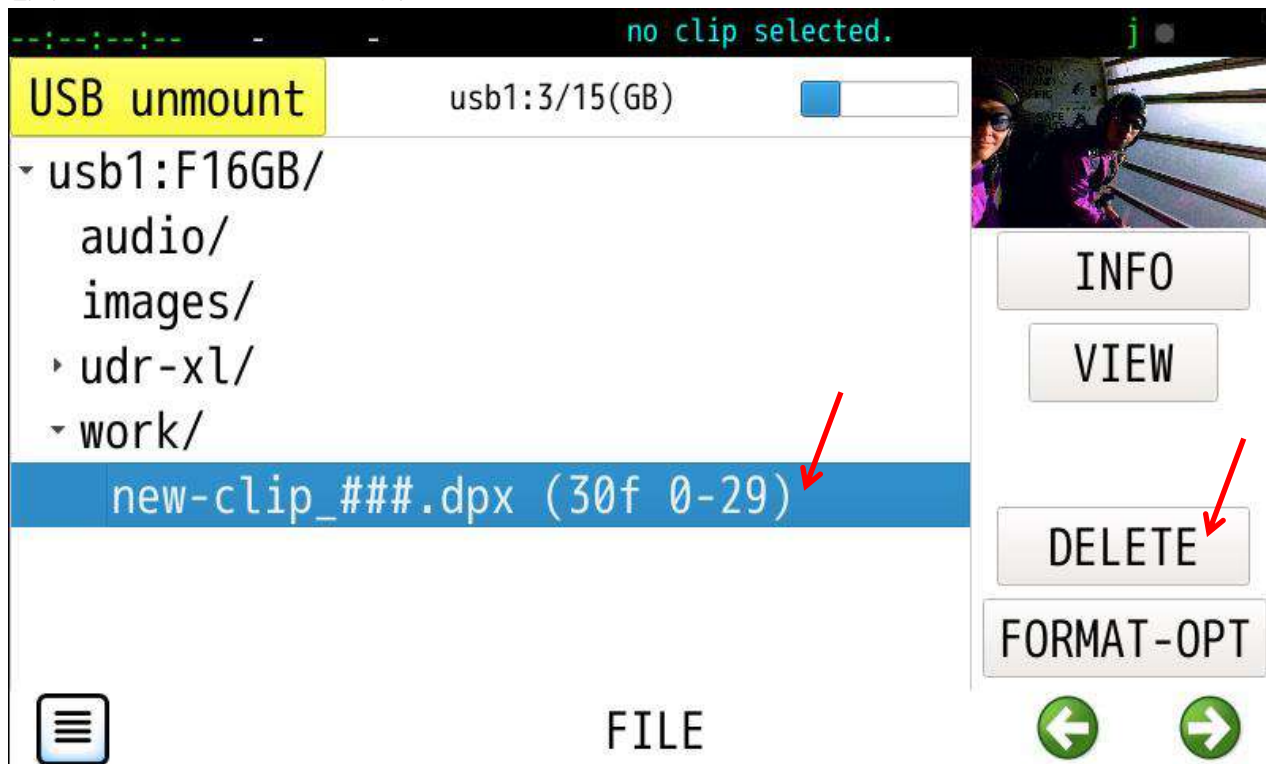 --:--:--:-- - - no clip selected. j
USB unmount usb1:3/15(GB)
usb1:F16GB/
audio/
images/
udr-xl/
work/
new-clip_###.dpx (30f 0-29)
INFO
VIEW
DELETE
FORMAT-OPT
FILE